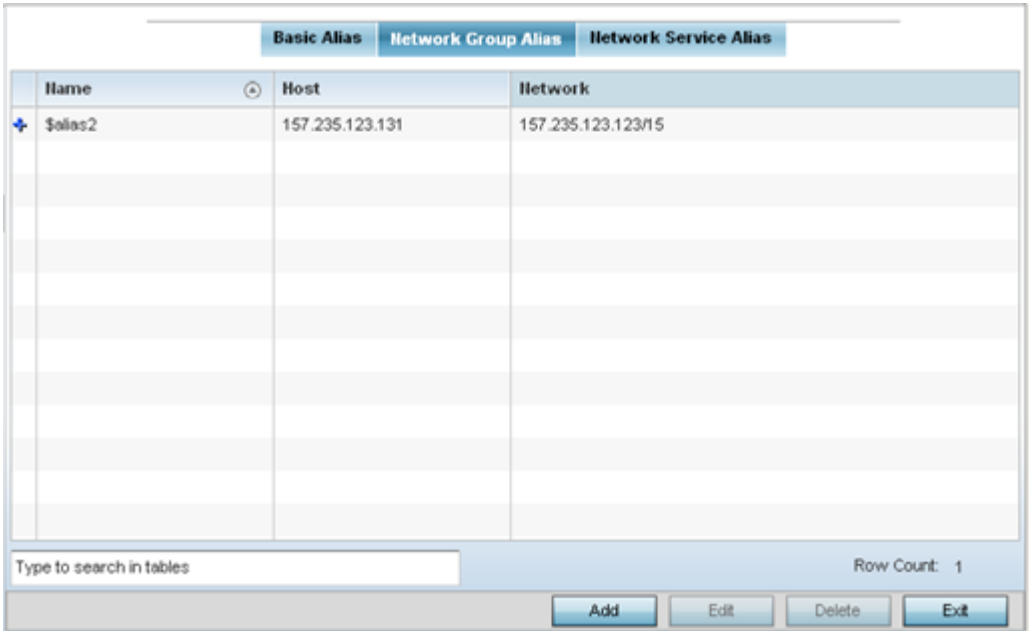 Basic Alias Network Group Alias Network Service Alias
Name Host Network
$alias2 157.235.123.131 157.235.123.123/15
Type to search in tables Row Count: 1
Add Edit Delete Exit